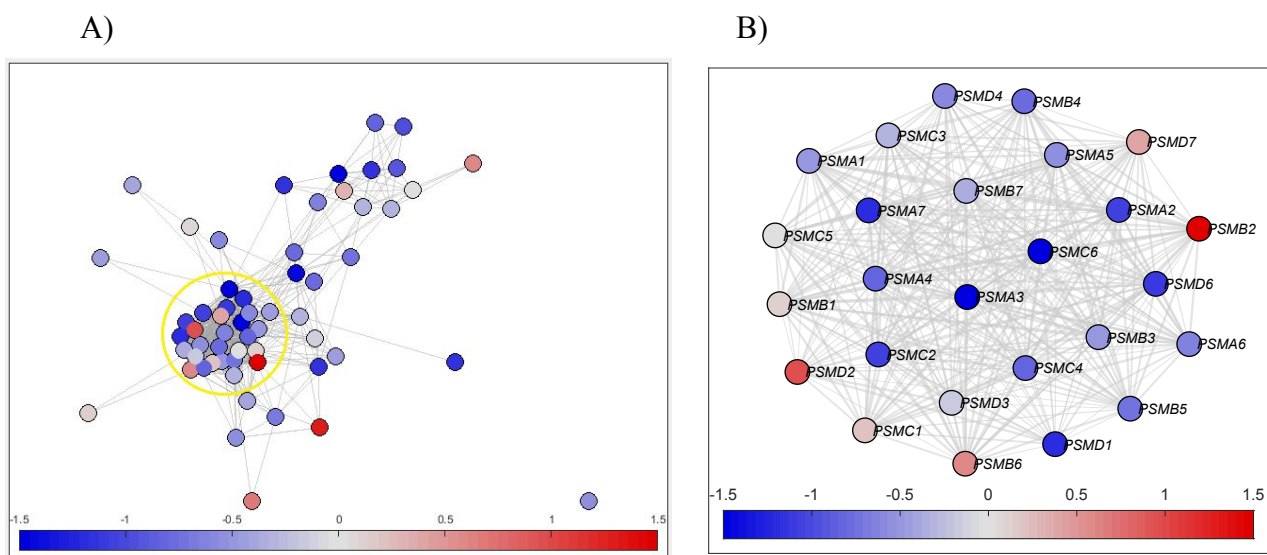 A)
B)
-1.5 -1 -0.5 0 0.5 1 1.5
PSMD4
PSMB4
PSMC3
PSMD7
PSMA1
PSMA5
PSMB7
PSMA7
PSMA2
PSMB2
PSMC5
PSMC6
PSMA4
PSMD6
PSMA3
PSMB1
PSMB3
PSMA6
PSMC2
PSMC4
PSMD2
PSMD3
PSMB5
PSMC1
PSMD1
PSMB6
-1.5 -1 -0.5 0 0.5 1 1.5